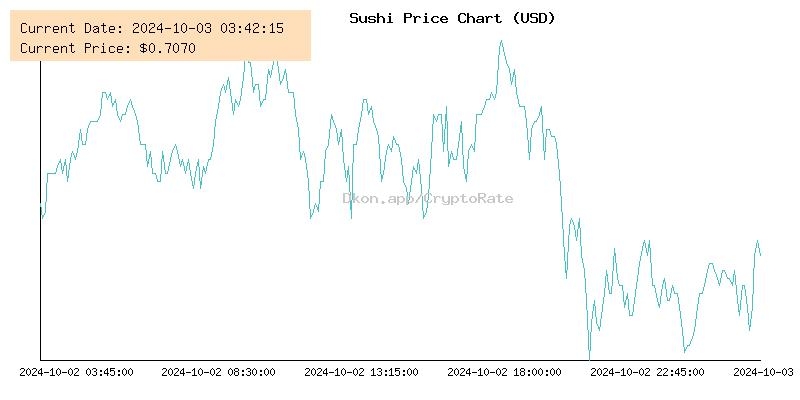 Sushi Price Chart (USD)
Current Date: 2024-10-03 03:42:15
Current Price: $0.7070
Dkon.app/CryptoRate
2024-10-02 03:45:00 2024-10-02 08:30:00 2024-10-02 13:15:00 2024-10-02 18:00:00 2024-10-02 22:45:00 2024-10-03